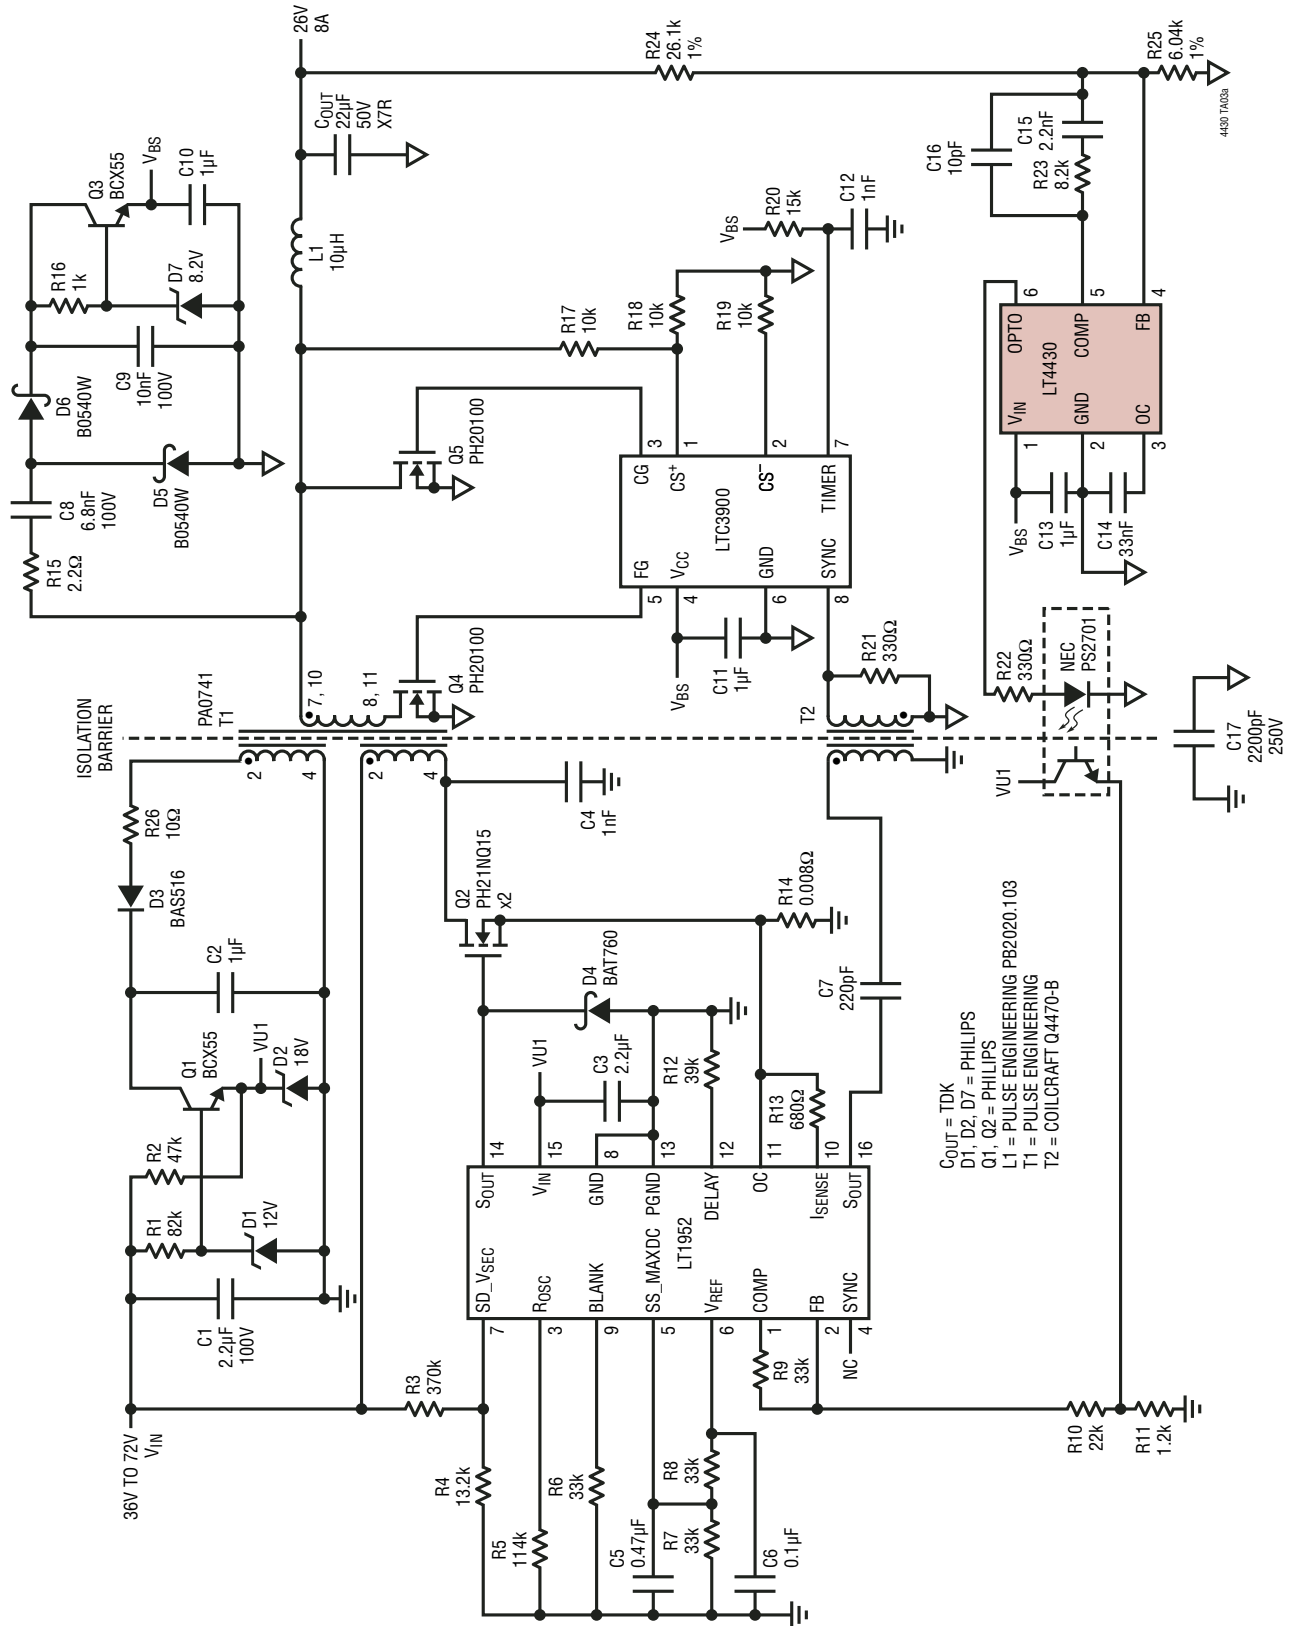 36V TO 72V
VIN
C1
2.2µF
100V
R1
82k
R2
47k
D1
12V
Q1
BCX55
VU1
D2
18V
C2
1µF
D3
BAS516
R26
10Ω
ISOLATION
BARRIER
PA0741
T1
2
4
2
4
7, 10
8, 11
R15
2.2Ω
C8
6.8nF
100V
D5
B0540W
D6
B0540W
C9
10nF
100V
R16
1k
D7
8.2V
Q3
BCX55
VBS
C10
1µF
26V
8A
L1
10µH
COUT
22µF
50V
X7R
R3
370k
R4
13.2k
R5
114k
R6
33k
C5
0.47µF
R7
33k
R8
33k
C6
0.1µF
R9
33k
NC
R10
22k
R11
1.2k
7
3
9
5
6
1
2
4
SD_VSEC
ROSC
BLANK
SS_MAXDC
VREF
COMP
FB
SYNC
LT1952
SOUT
VIN
GND
PGND
DELAY
OC
ISENSE
SOUT
14
15
8
13
12
11
10
16
VU1
C3
2.2µF
D4
BAT760
R12
39k
R13
680Ω
Q2
PH21NQ15
x2
C4
1nF
R14
0.008Ω
C7
220pF
Q4
PH20100
Q5
PH20100
R17
10k
R18
10k
R19
10k
VBS
R20
15k
C12
1nF
5
4
6
8
FG
VCC
GND
SYNC
LTC3900
CG
CS+
CS−
TIMER
3
1
2
7
VBS
C11
1µF
T2
R21
330Ω
R22
330Ω
NEC
PS2701
VU1
C17
2200pF
250V
VBS
C13
1µF
C14
33nF
1
2
3
VIN
GND
OC
LT4430
OPTO
COMP
FB
6
5
4
C16
10pF
R23
8.2k
C15
2.2nF
R24
26.1k
1%
R25
6.04k
1%
COUT = TDK
D1, D2, D7 = PHILIPS
Q1, Q2 = PHILIPS
L1 = PULSE ENGINEERING PB2020.103
T1 = PULSE ENGINEERING
T2 = COILCRAFT Q4470-B
4430 TA03a